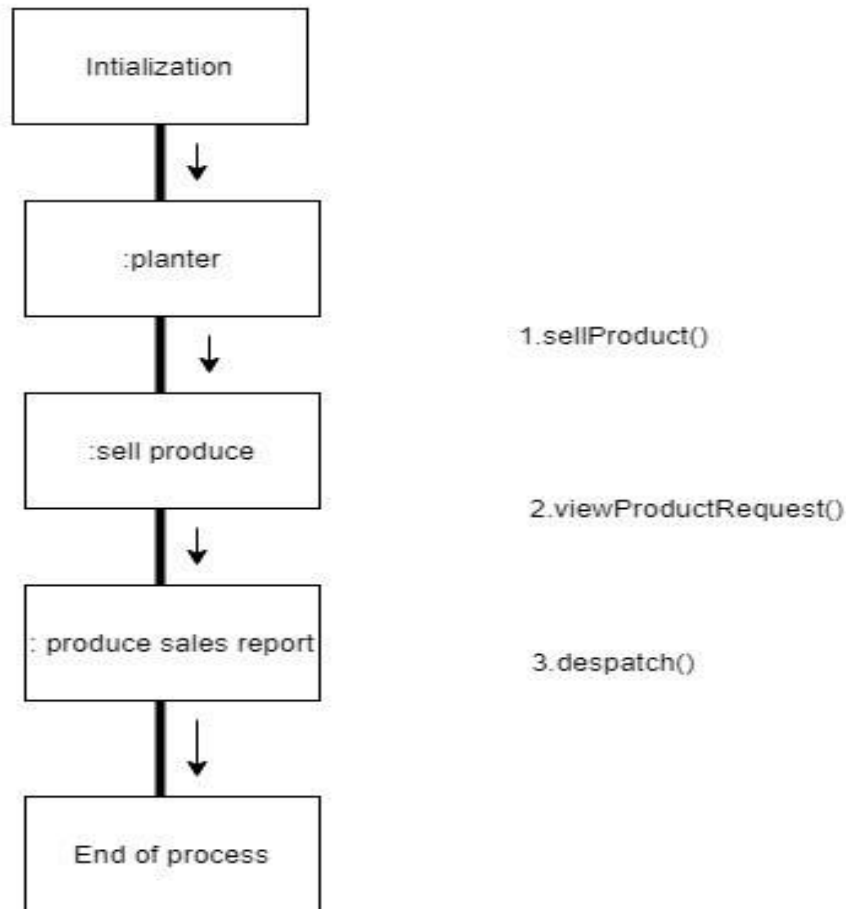 Intialization
:planter
1.sellProduct()
:sell produce
2.viewProductRequest()
: produce sales report
3.despatch()
End of process